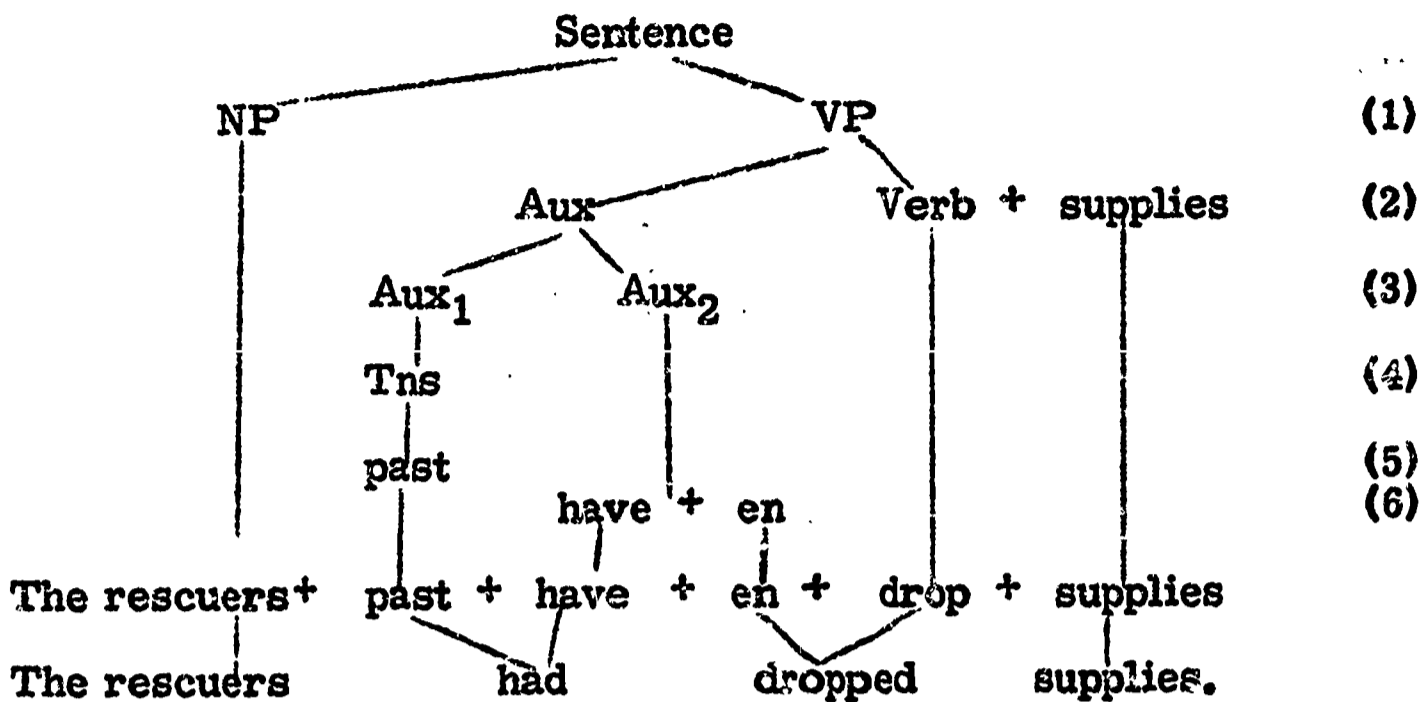 Sentence
NP VP (1)
Aux Verb + supplies (2)
Aux₁ Aux₂ (3)
Tns (4)
past (5)
have + en (6)
The rescuers + past + have + en + drop + supplies
The rescuers had dropped supplies.